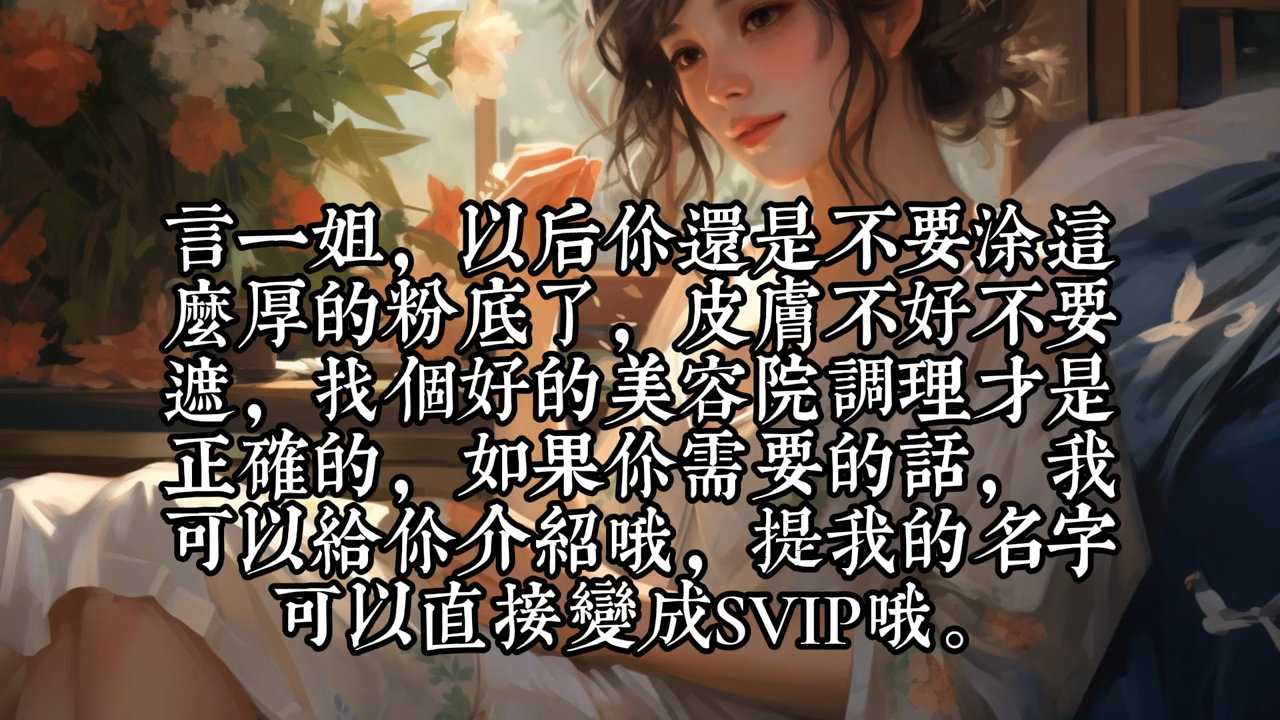 言一姐，以后伱還是不要涂這
麼厚的粉底了，皮膚不好不要
遮，找個好的美容院調理才是
正確的，如果伱需要的話，我
可以給伱介紹哦，提我的名字
可以直接變成SVIP哦。